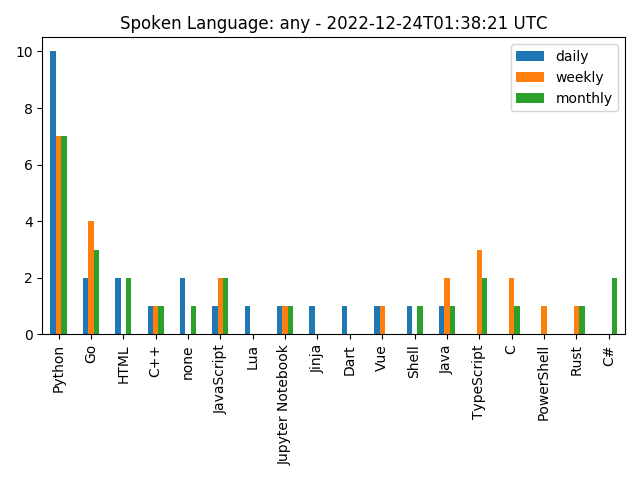 Spoken Language: any - 2022-12-24T01:38:21 UTC
daily
weekly
monthly
10
8
6
4
2
0
Python
Go
HTML
C++
none
JavaScript
Lua
Jupyter Notebook
Jinja
Dart
Vue
Shell
Java
TypeScript
C
PowerShell
Rust
C#